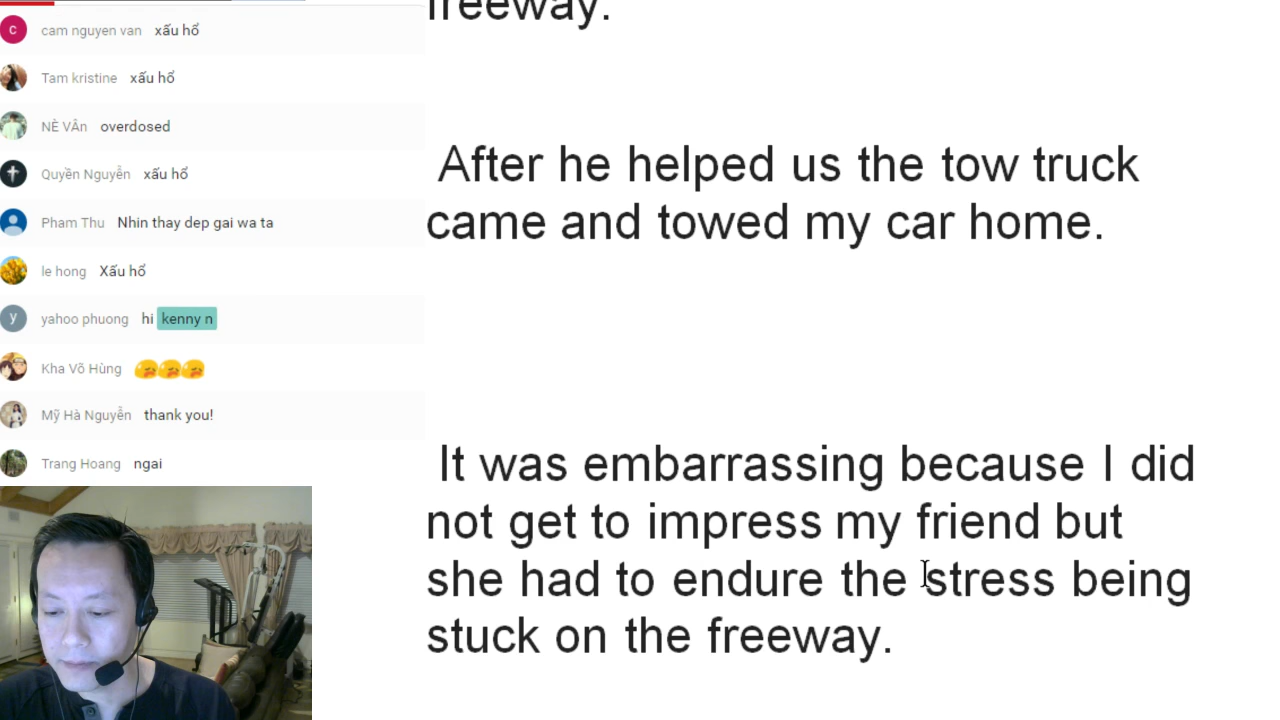 cam nguyen van xấu hổ
Tam kristine xấu hổ
NÈ VÂn overdosed
Quyền Nguyễn xấu hổ
Pham Thu Nhin thay dep gai wa ta
le hong Xấu hổ
yahoo phuong hi kenny n
Kha Võ Hùng
Mỹ Hà Nguyễn thank you!
Trang Hoang ngai
freeway.
After he helped us the tow truck
came and towed my car home.
It was embarrassing because I did
not get to impress my friend but
she had to endure the stress being
stuck on the freeway.